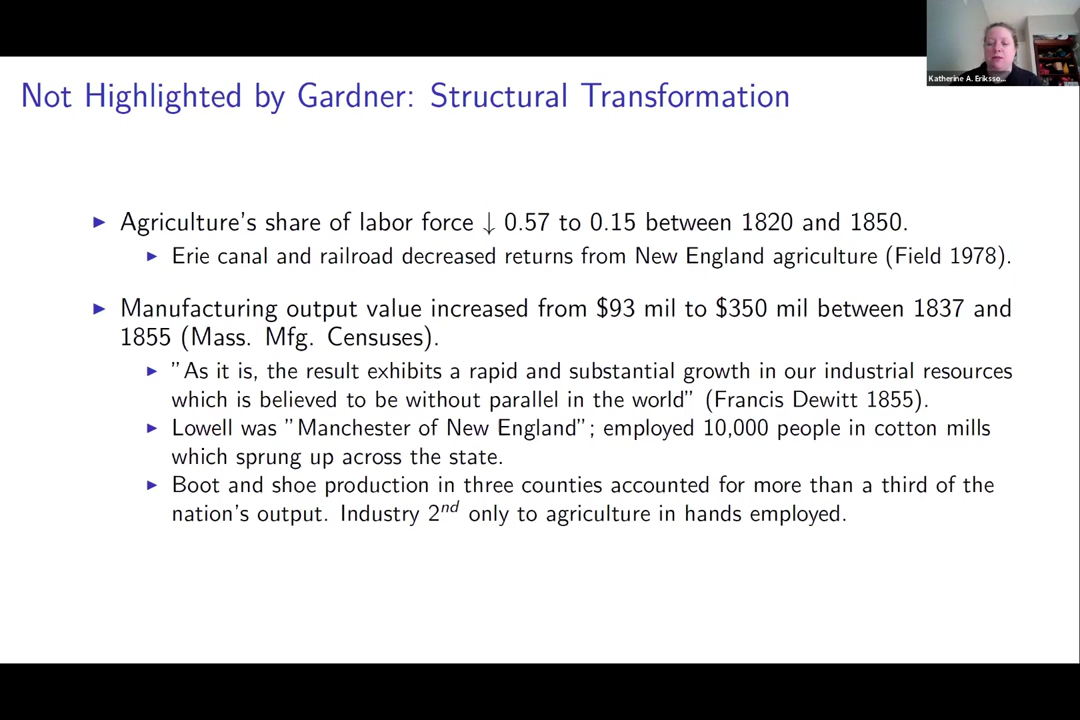 Katherine A. Eriksso...
Not Highlighted by Gardner: Structural Transformation
▶ Agriculture's share of labor force ↓ 0.57 to 0.15 between 1820 and 1850.
▶ Erie canal and railroad decreased returns from New England agriculture (Field 1978).
▶ Manufacturing output value increased from $93 mil to $350 mil between 1837 and
1855 (Mass. Mfg. Censuses).
▶ "As it is, the result exhibits a rapid and substantial growth in our industrial resources
which is believed to be without parallel in the world" (Francis Dewitt 1855).
▶ Lowell was "Manchester of New England"; employed 10,000 people in cotton mills
which sprung up across the state.
▶ Boot and shoe production in three counties accounted for more than a third of the
nation's output. Industry 2nd only to agriculture in hands employed.